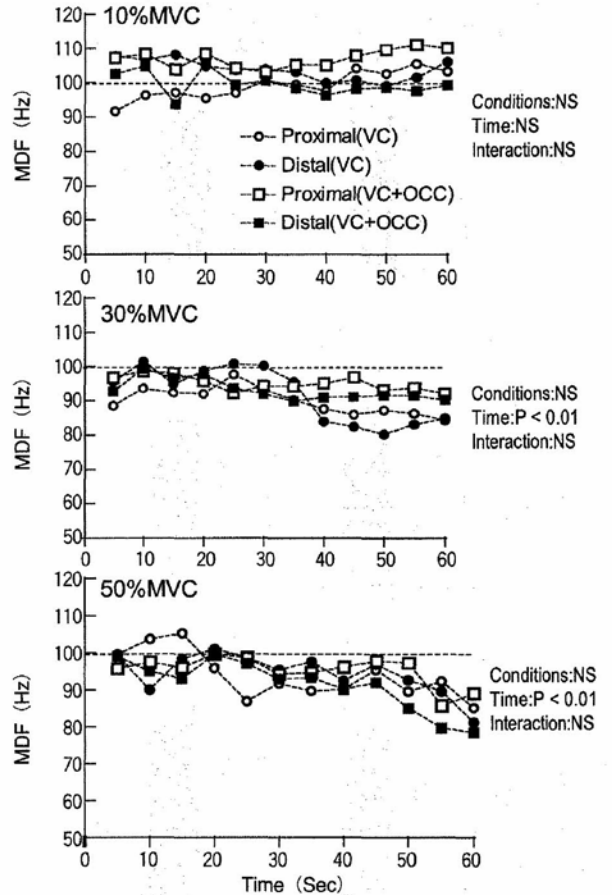 10%MVC
120
110
100
90
80
70
60
50
MDF (Hz)
Proximal(VC)
Distal(VC)
Proximal(VC+OCC)
Distal(VC+OCC)
Conditions:NS
Time:NS
Interaction:NS
0 10 20 30 40 50 60
30%MVC
120
110
100
90
80
70
60
50
MDF (Hz)
Conditions:NS
Time:P < 0.01
Interaction:NS
0 10 20 30 40 50 60
50%MVC
120
110
100
90
80
70
60
50
MDF (Hz)
Conditions:NS
Time:P < 0.01
Interaction:NS
0 10 20 30 40 50 60
Time (Sec)